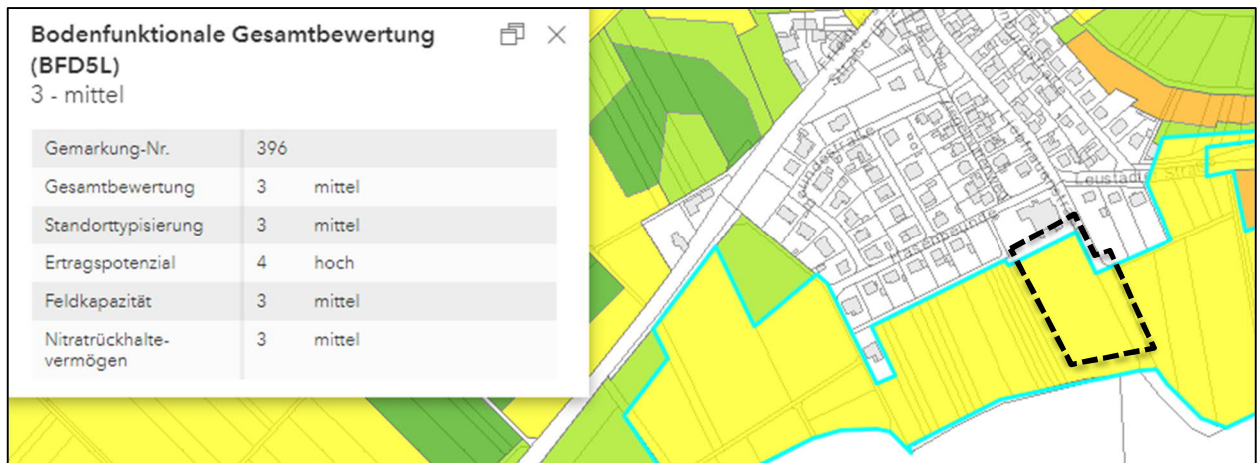 Bodenfunktionale Gesamtbewertung
(BFD5L)
3 - mittel
Gemarkung-Nr. 396
Gesamtbewertung 3 mittel
Standorttypisierung 3 mittel
Ertragspotenzial 4 hoch
Feldkapazität 3 mittel
Nitratrückhalte-
vermögen 3 mittel